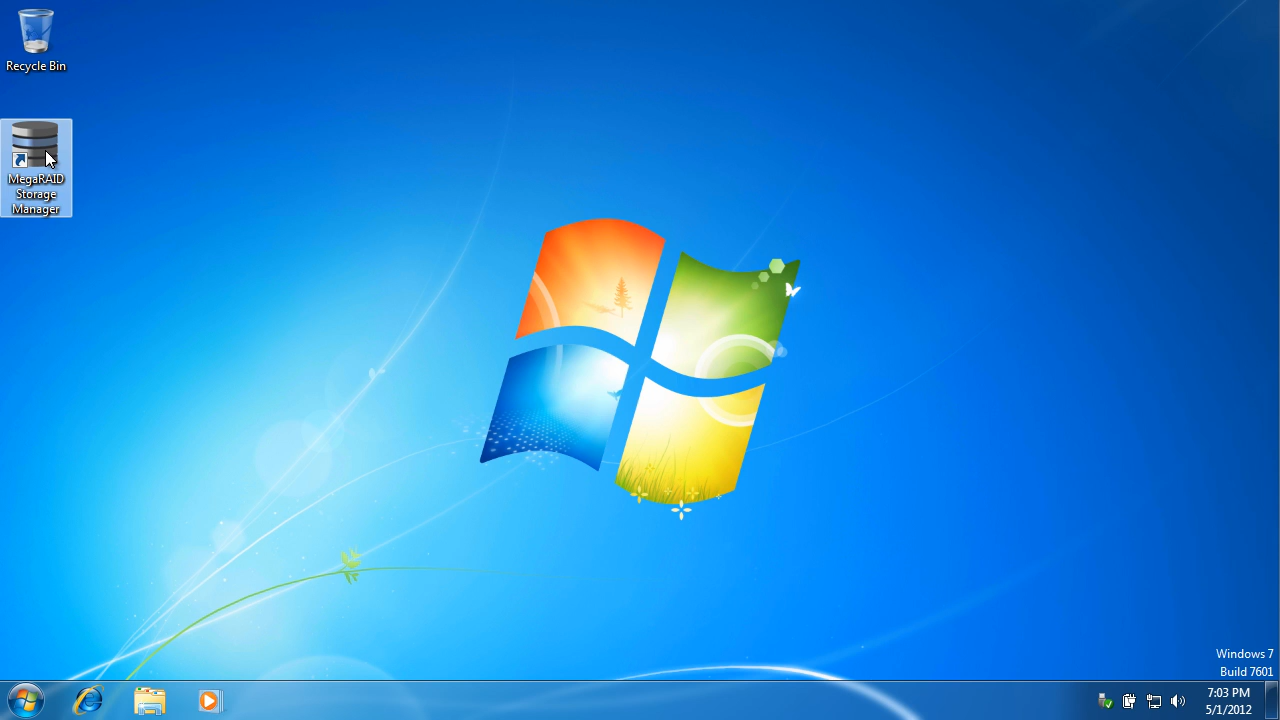 Recycle Bin
MegaRAID
Storage
Manager
Windows 7
Build 7601
7:03 PM
5/1/2012